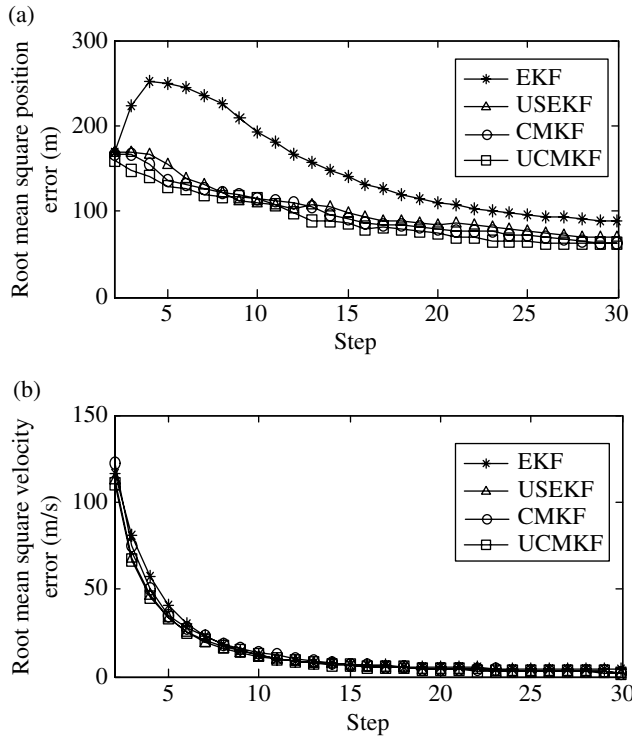 (a)
300
200
100
0
Root mean square position
error (m)
EKF
USEKF
CMKF
UCMKF
5
10
15
20
25
30
Step
(b)
150
100
50
0
Root mean square velocity
error (m/s)
EKF
USEKF
CMKF
UCMKF
5
10
15
20
25
30
Step